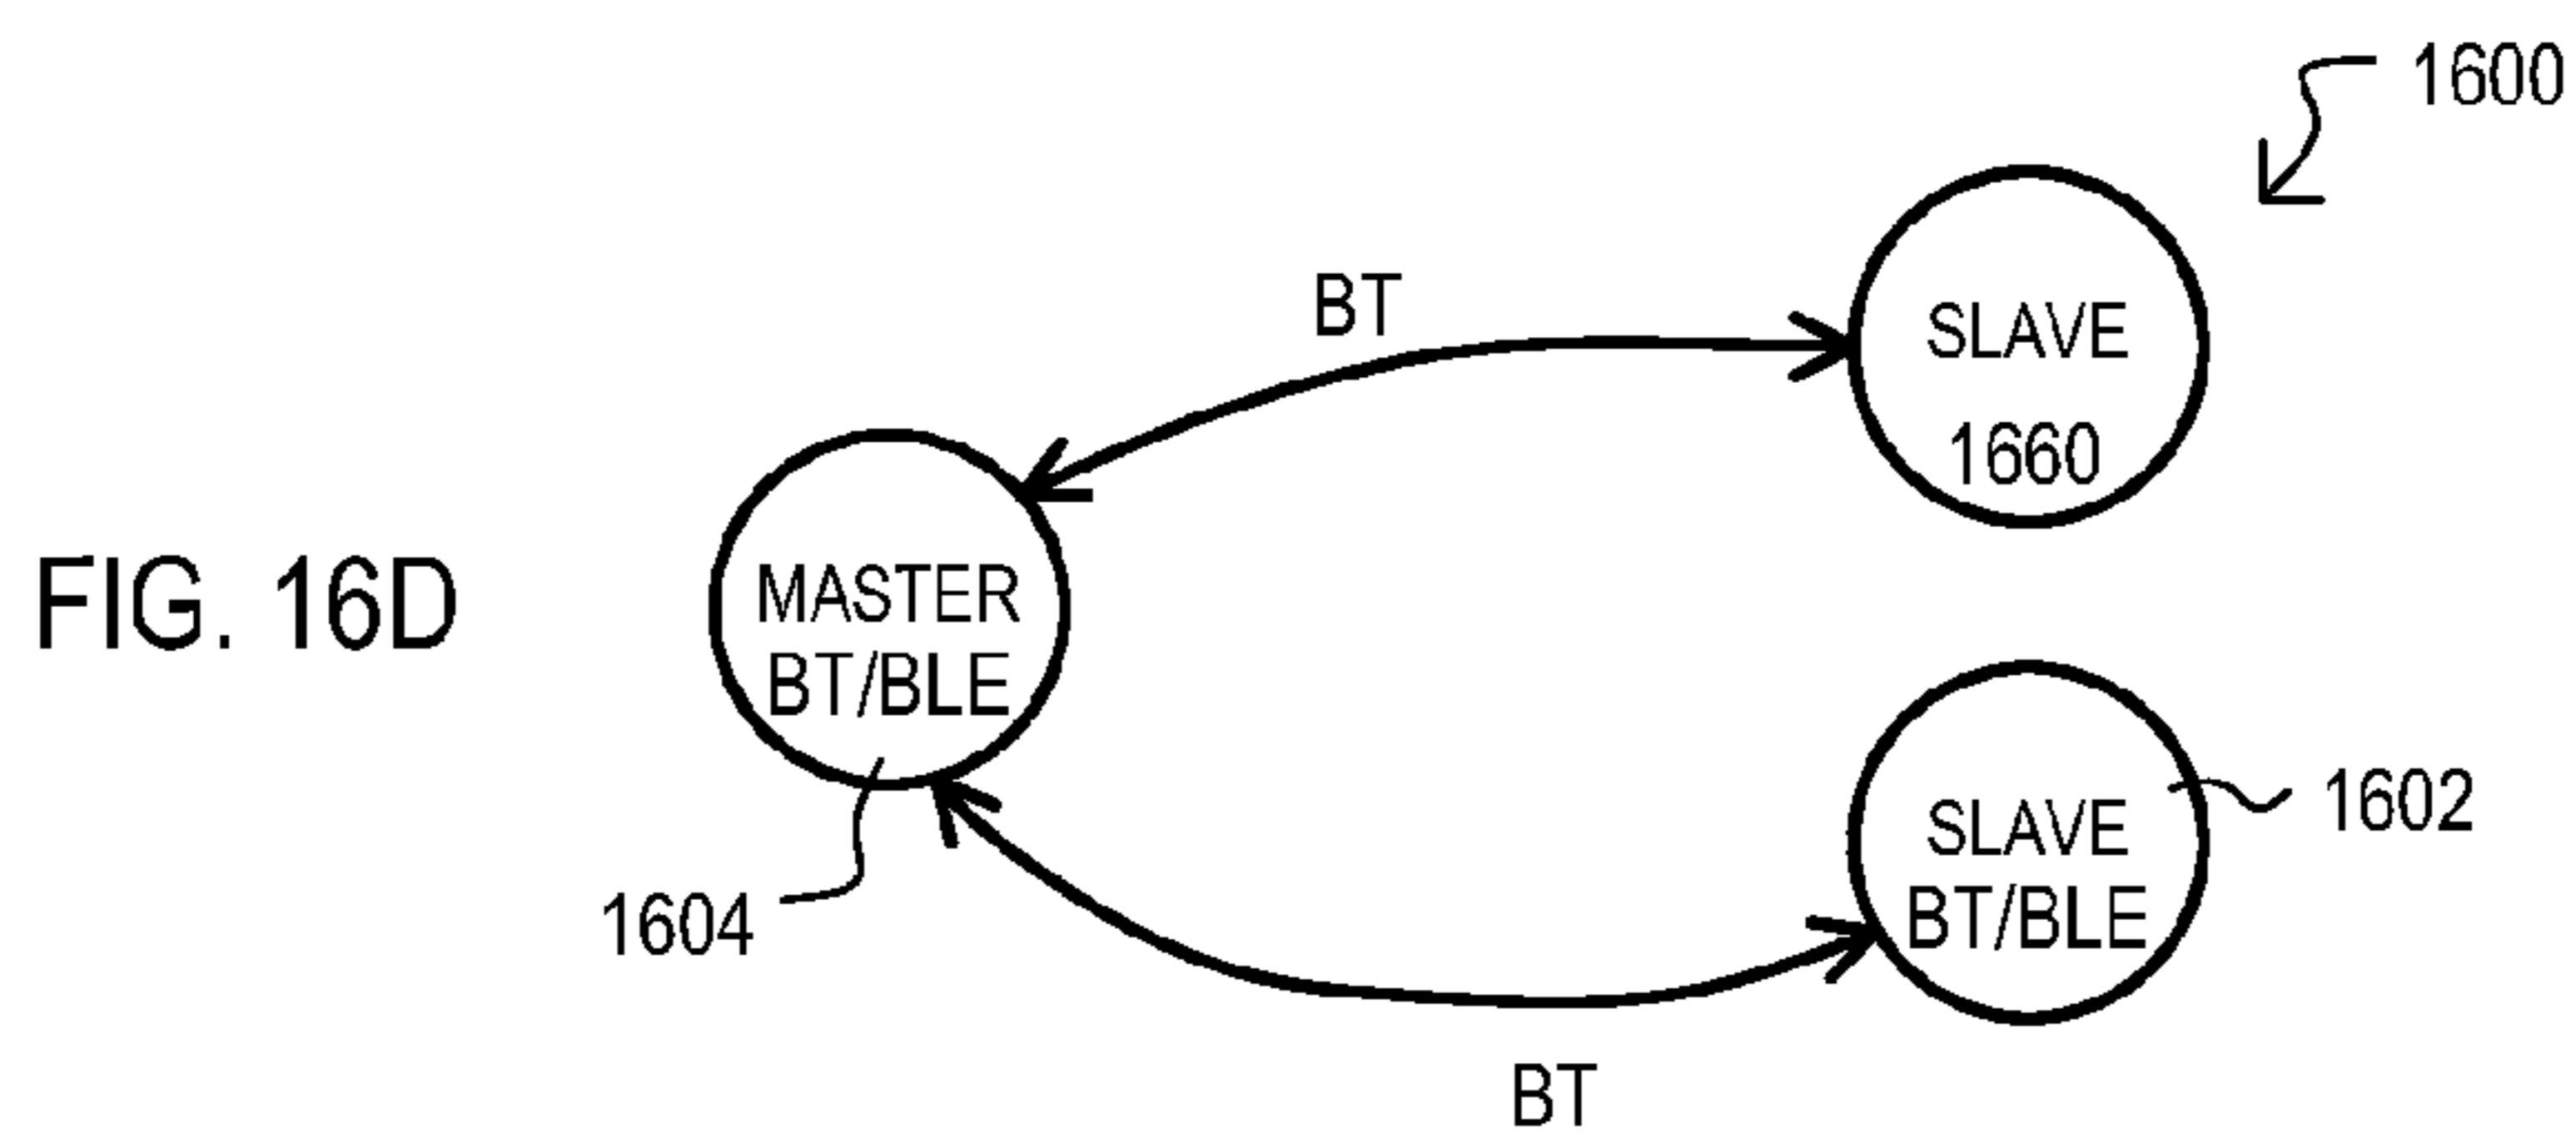 1600
BT
SLAVE
1660
FIG. 16D
MASTER
BT/BLE
1604
SLAVE
BT/BLE
1602
BT